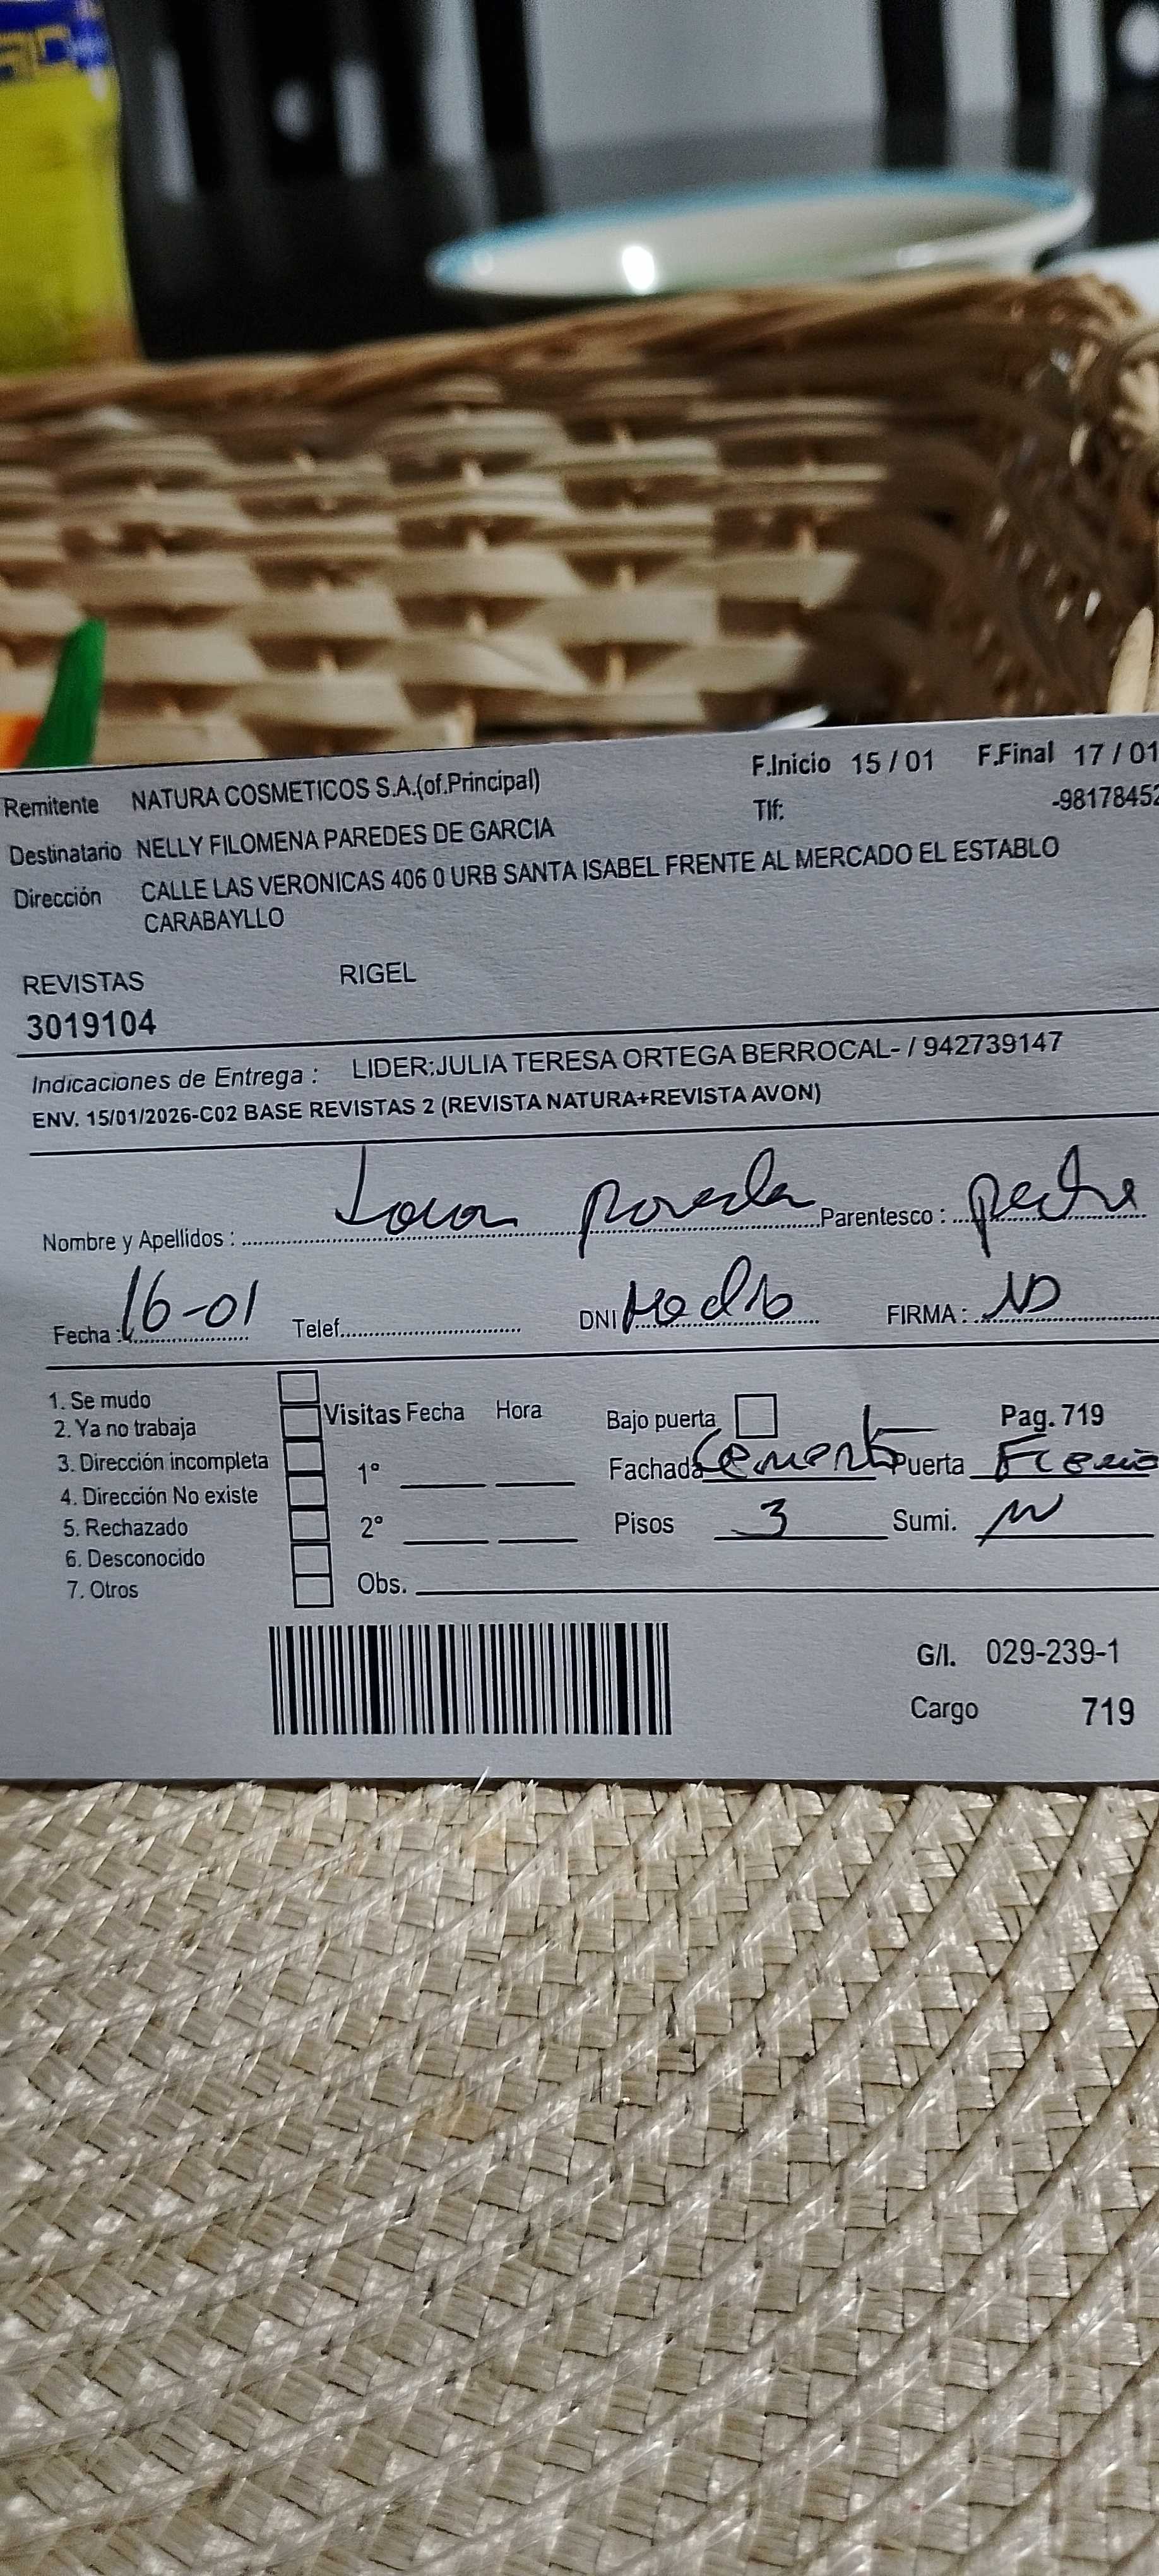 Remitente NATURA COSMETICOS S.A.(of.Principal) F.Inicio 15 / 01 F.Final 17 / 01
Destinatario NELLY FILOMENA PAREDES DE GARCIA Tlf: -98178452
Dirección CALLE LAS VERONICAS 406 0 URB SANTA ISABEL FRENTE AL MERCADO EL ESTABLO
CARABAYLLO
REVISTAS RIGEL
3019104
Indicaciones de Entrega : LIDER:JULIA TERESA ORTEGA BERROCAL- / 942739147
ENV. 15/01/2026-C02 BASE REVISTAS 2 (REVISTA NATURA+REVISTA AVON)
Nombre y Apellidos : Parentesco :
Fecha : 16-01 Telef. DNI FIRMA :
1. Se mudo
2. Ya no trabaja
3. Dirección incompleta
4. Dirección No existe
5. Rechazado
6. Desconocido
7. Otros
Visitas Fecha Hora
1°
2°
Obs.
Bajo puerta Pag. 719
Fachada Cemento Puerta
Pisos 3 Sumi.
G/I. 029-239-1
Cargo 719